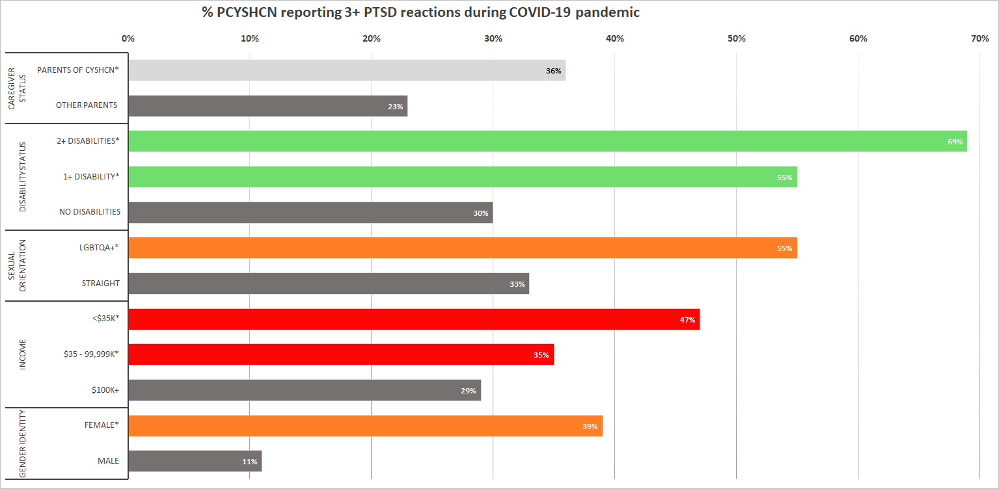 % PCYSHCN reporting 3+ PTSD reactions during COVID-19 pandemic
0% 10% 20% 30% 40% 50% 60% 70%
CAREGIVER
STATUS
PARENTS OF CYSHCN* 36%
OTHER PARENTS 23%
DISABILITY STATUS
2+ DISABILITIES* 69%
1+ DISABILITY* 55%
NO DISABILITIES 30%
SEXUAL
ORIENTATION
LGBTQA+* 55%
STRAIGHT 33%
INCOME
<$35K* 47%
$35 - 99,999K* 35%
$100K+ 29%
GENDER IDENTITY
FEMALE* 39%
MALE 11%